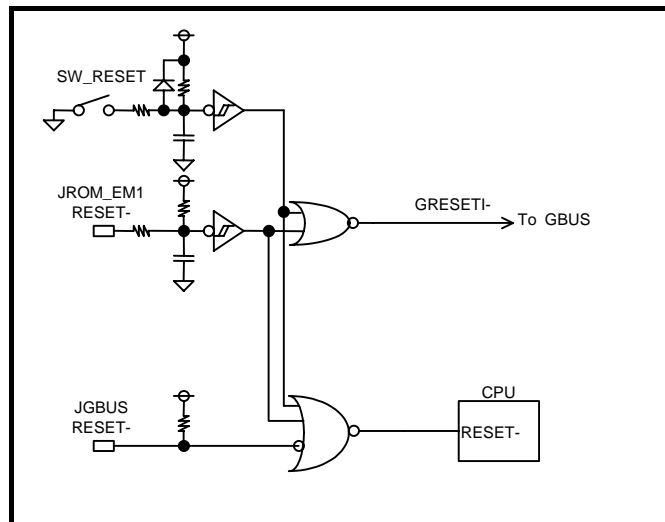 SW_RESET
JROM_EM1
RESET-
GRESETI-
To GBUS
JGBUS
RESET-
CPU
RESET-